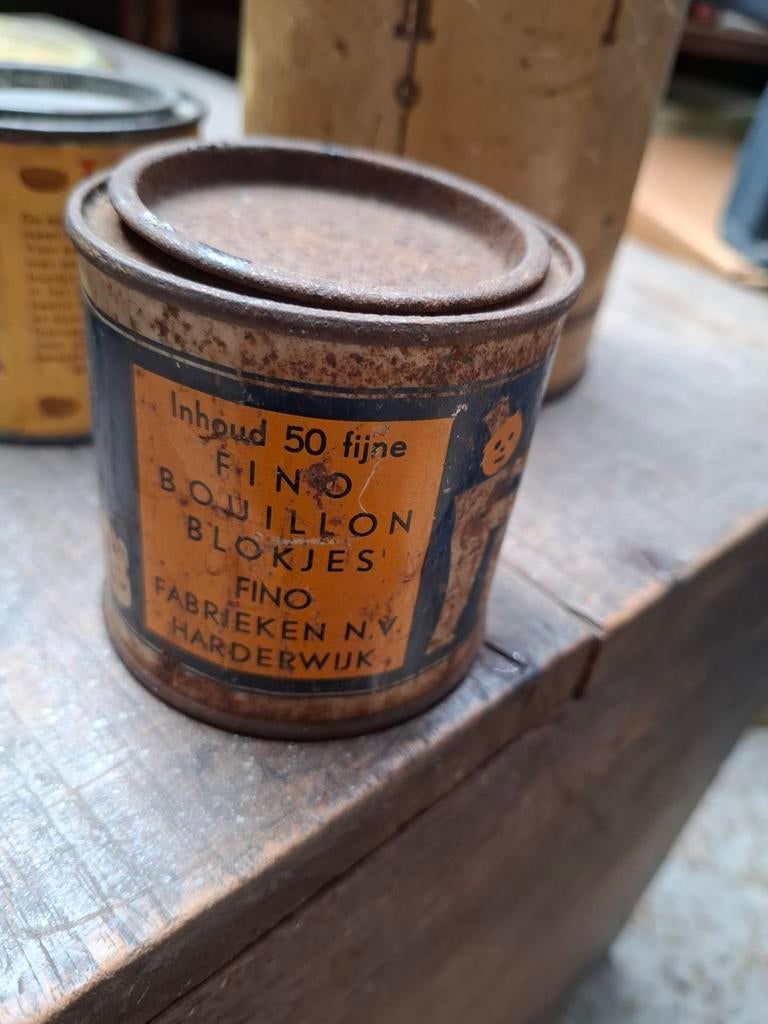 Inhoud 50 fijne
FINO
BOUILLON
BLOKJES
FINO
FABRIEKEN N.V.
HARDERWIJK